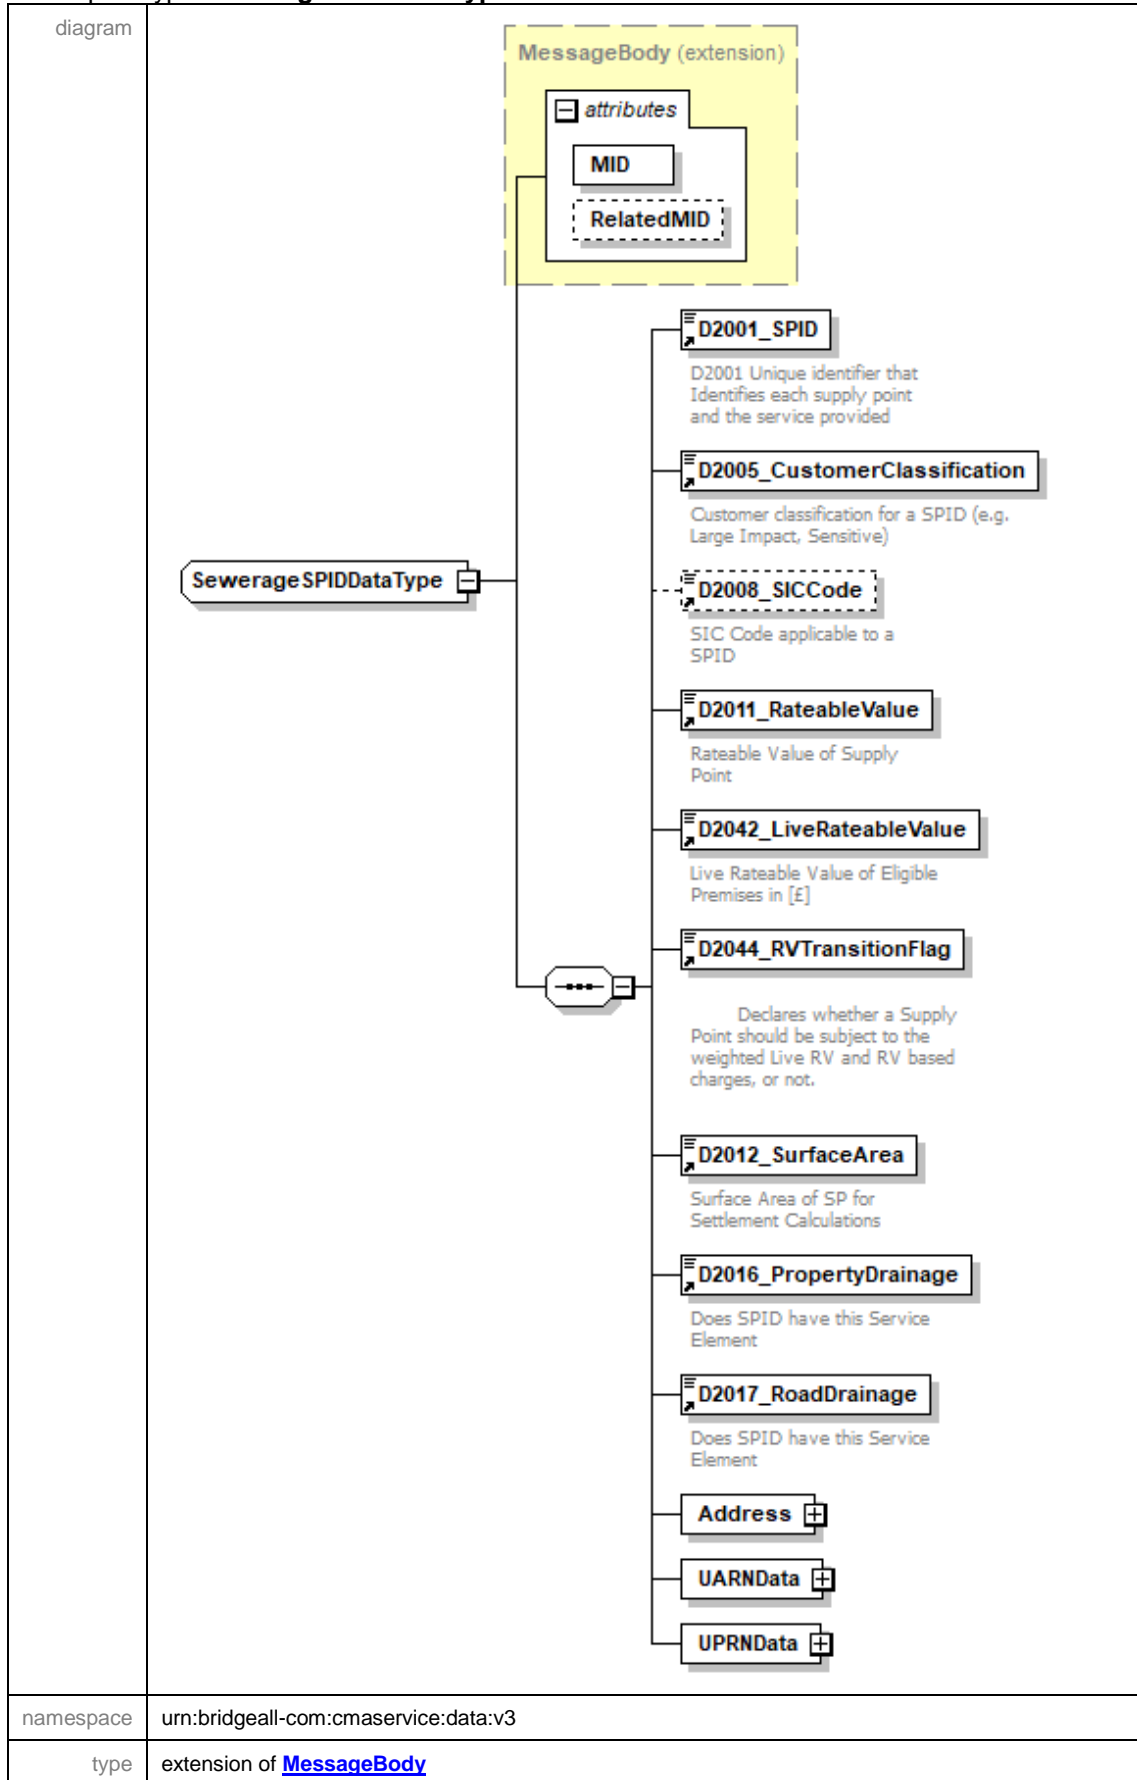 diagram
MessageBody (extension)
attributes
MID
RelatedMID
D2001_SPID
D2001 Unique identifier that
Identifies each supply point
and the service provided
D2005_CustomerClassification
Customer classification for a SPID (e.g.
Large Impact, Sensitive)
SewerageSPIDDataType
D2008_SICCode
SIC Code applicable to a
SPID
D2011_RateableValue
Rateable Value of Supply
Point
D2042_LiveRateableValue
Live Rateable Value of Eligible
Premises in [£]
D2044_RVTransitionFlag
Declares whether a Supply
Point should be subject to the
weighted Live RV and RV based
charges, or not.
D2012_SurfaceArea
Surface Area of SP for
Settlement Calculations
D2016_PropertyDrainage
Does SPID have this Service
Element
D2017_RoadDrainage
Does SPID have this Service
Element
Address
UARNData
UPRNData
namespace urn:bridgeall-com:cmaservice:data:v3
type extension of MessageBody